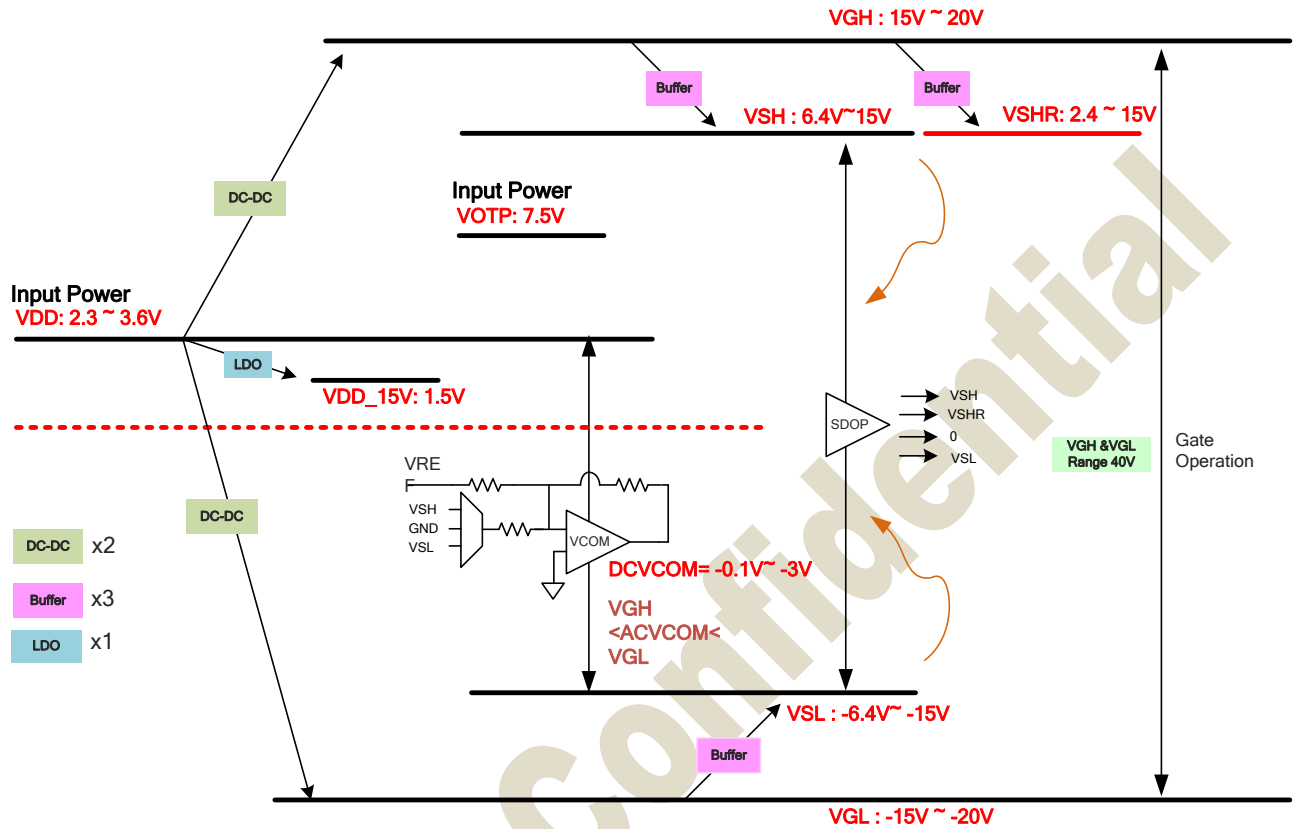 VGH : 15V ~ 20V
Buffer
Buffer
VSH : 6.4V~15V
VSHR: 2.4 ~ 15V
DC-DC
Input Power
VOTP: 7.5V
Input Power
VDD: 2.3 ~ 3.6V
LDO
VDD_15V: 1.5V
VSH
VSHR
0
VSL
SDOP
VGH &VGL
Range 40V
Gate
Operation
VRE
F
VSH
GND
VSL
VCOM
DC-DC
DCVCOM= -0.1V~ -3V
VGH
<ACVCOM<
VGL
DC-DC x2
Buffer x3
LDO x1
VSL : -6.4V~ -15V
Buffer
VGL : -15V ~ -20V
Confidential